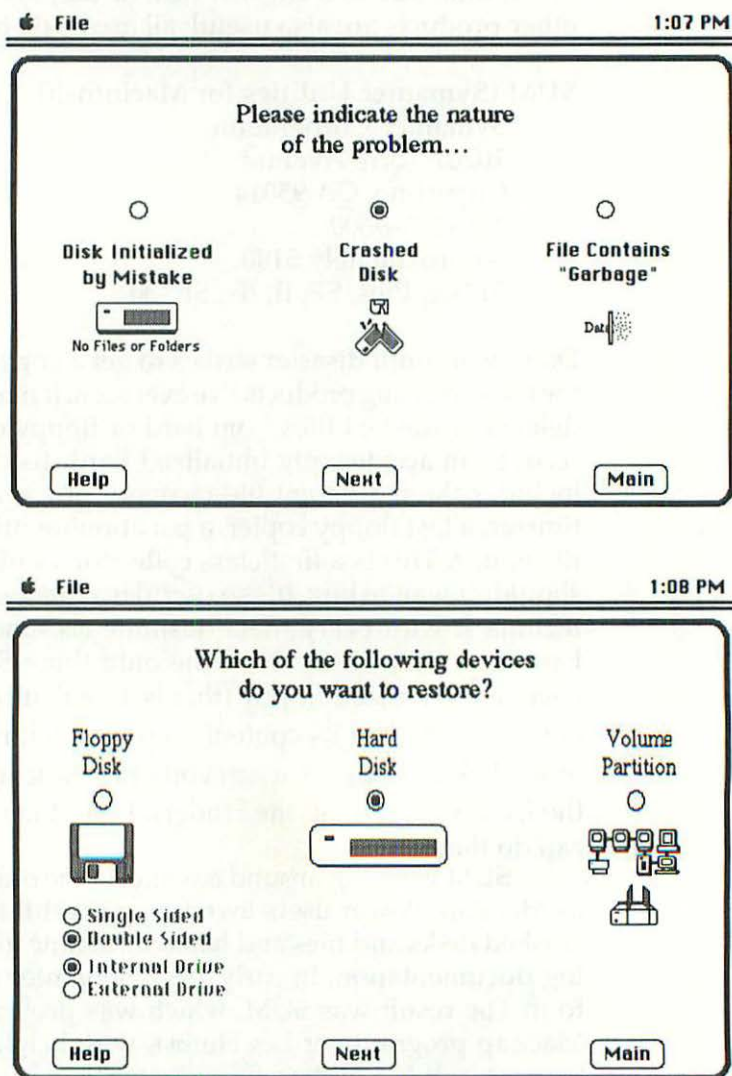 File 1:07 PM
Please indicate the nature
of the problem...
Disk Initialized
by Mistake
No Files or Folders
Crashed
Disk
File Contains
"Garbage"
Data
Help Next Main
File 1:08 PM
Which of the following devices
do you want to restore?
Floppy
Disk
Hard
Disk
Volume
Partition
Single Sided
Double Sided
Internal Drive
External Drive
Help Next Main